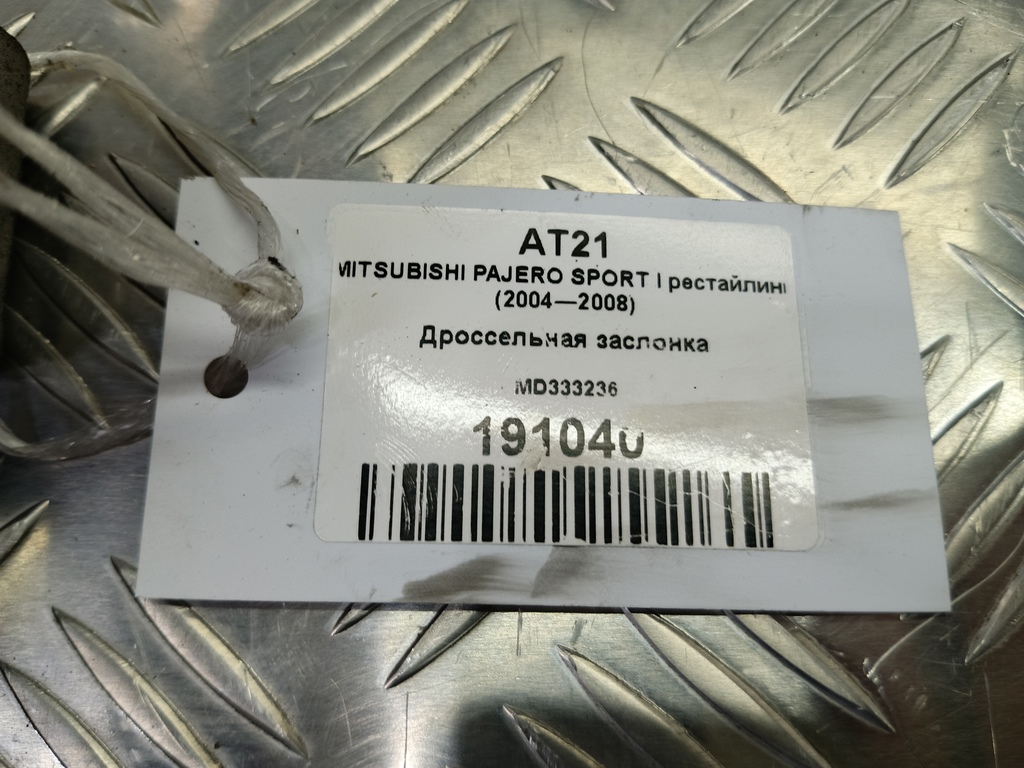 AT21
MITSUBISHI PAJERO SPORT I рестайлинг
(2004—2008)
Дроссельная заслонка
MD333236
191040